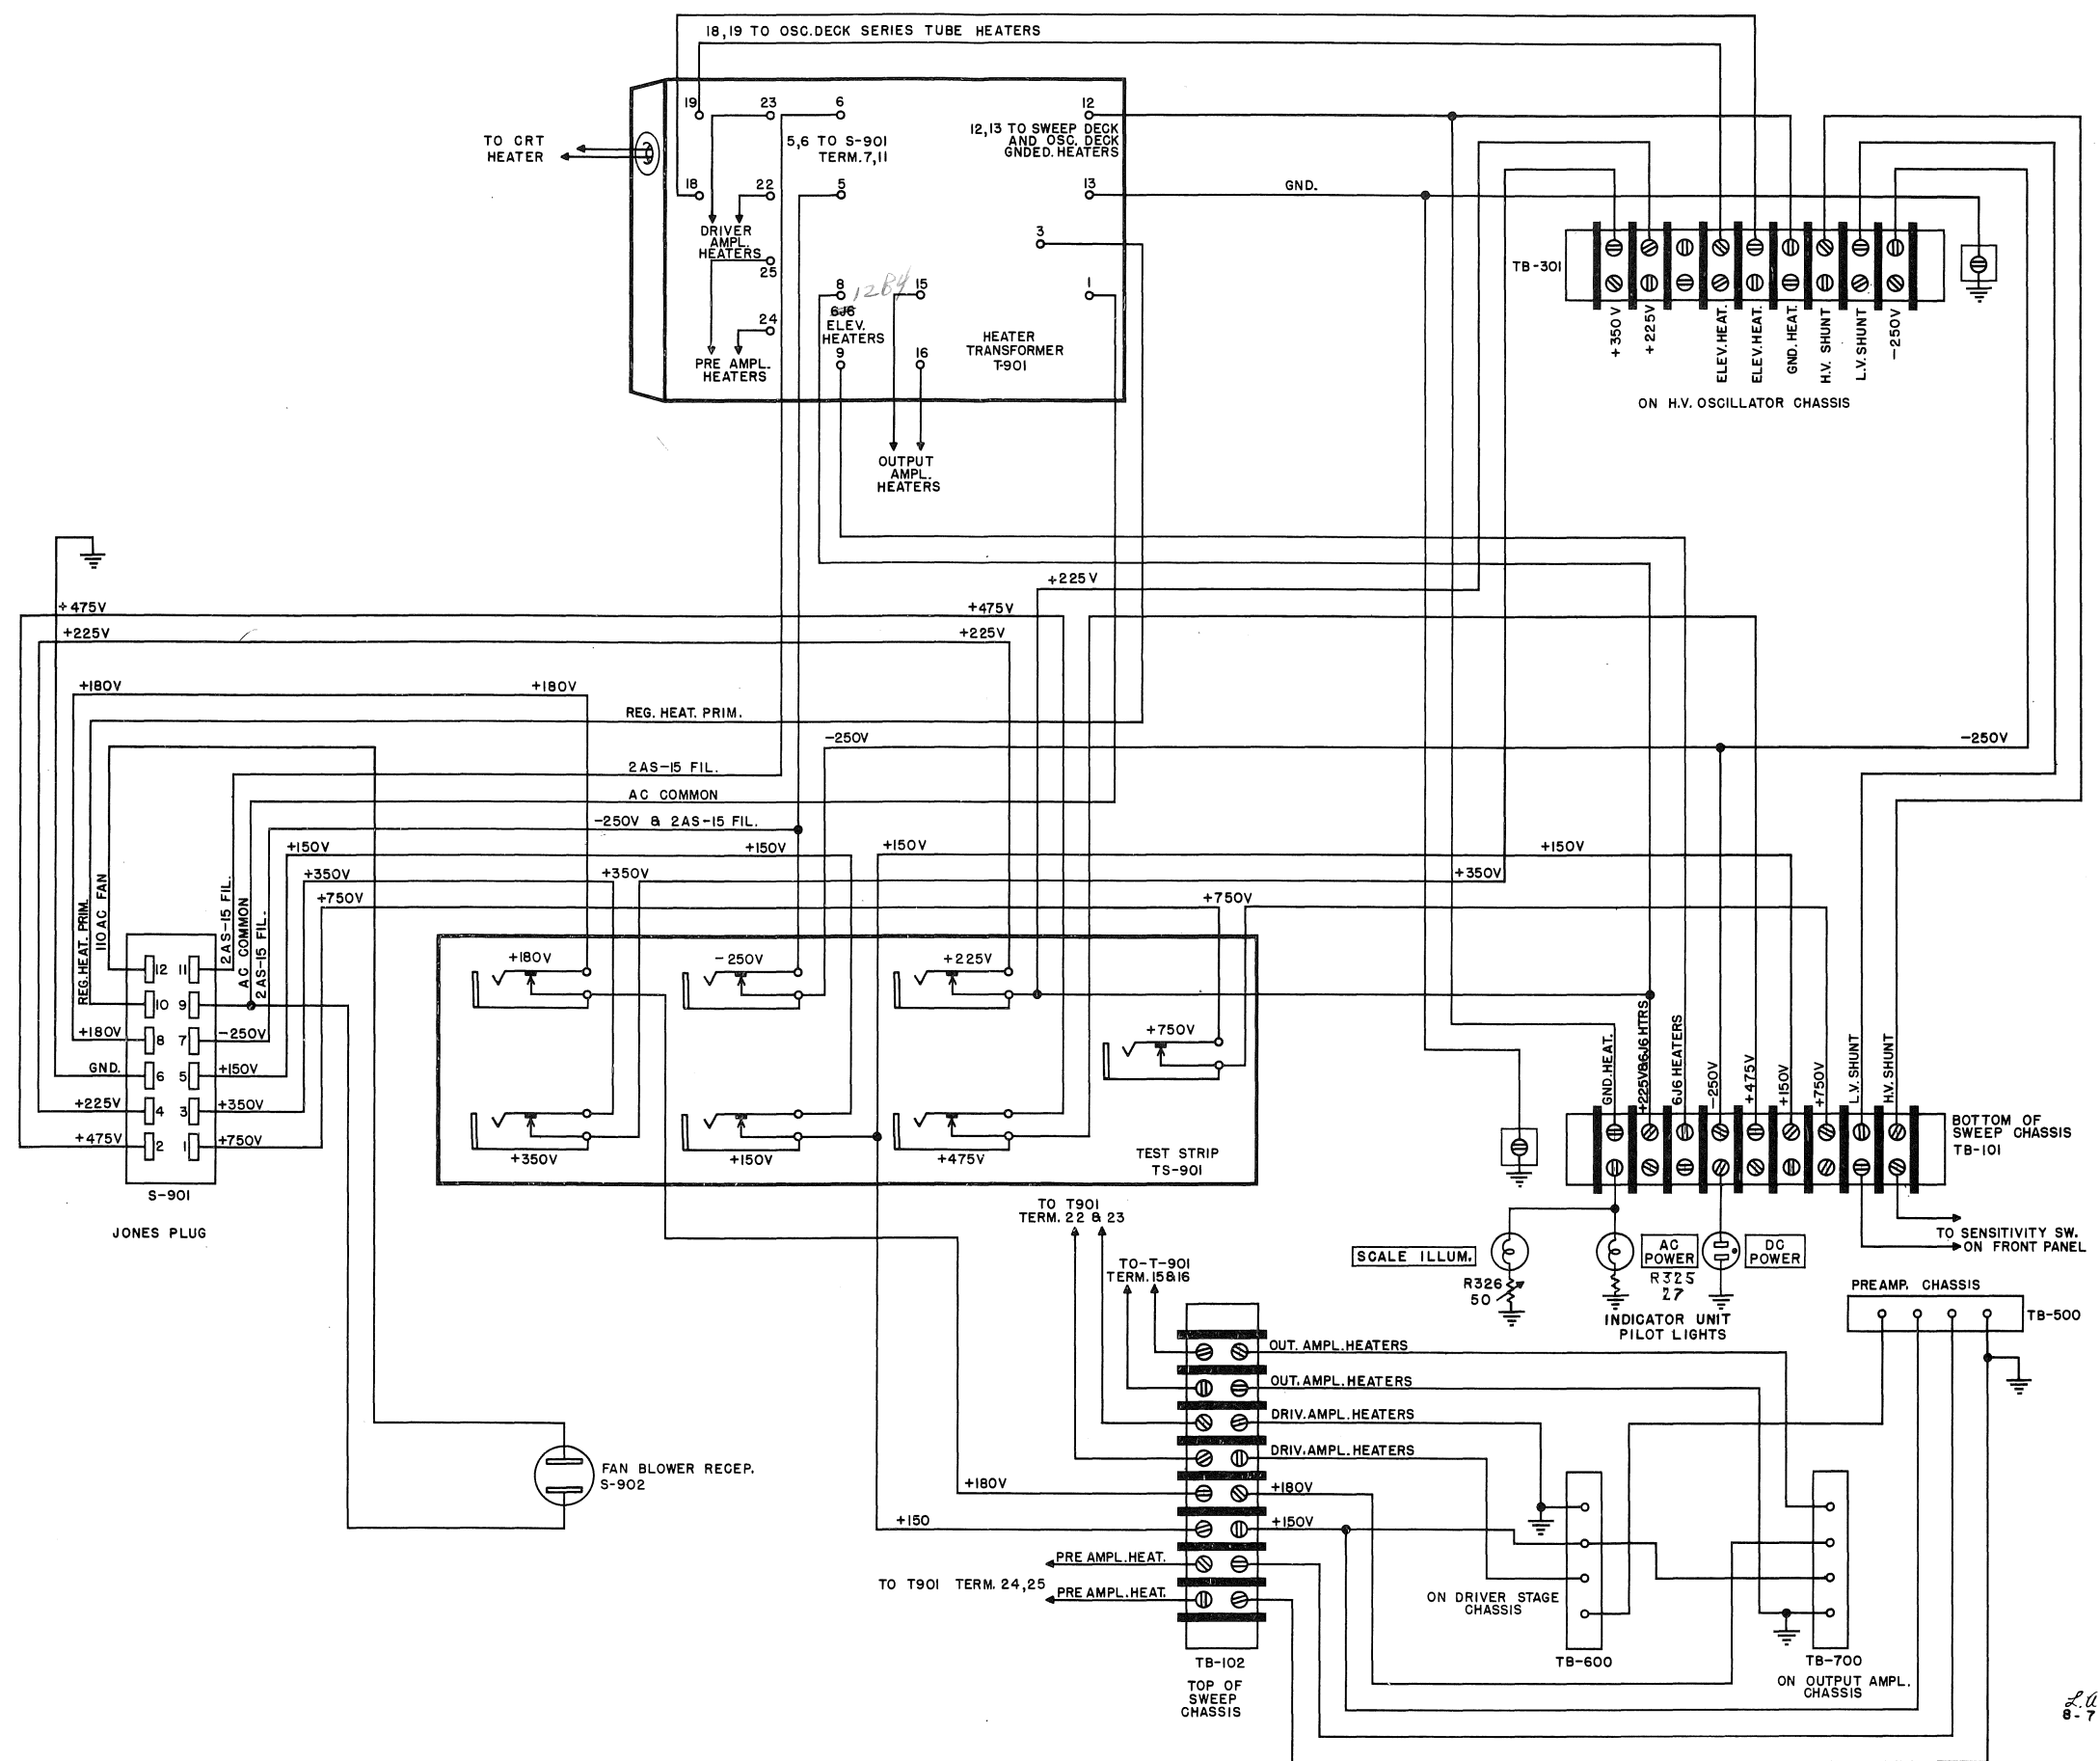 18,19 TO OSC.DECK SERIES TUBE HEATERS
19
23
6
12
TO CRT
HEATER
5,6 TO S-901
TERM.7,11
12,13 TO SWEEP DECK
AND OSC. DECK
GNDED. HEATERS
18
22
5
13
GND.
DRIVER
AMPL.
HEATERS
25
3
8
12BY
15
1
6J6
ELEV.
HEATERS
24
9
16
HEATER
TRANSFORMER
T-901
PRE AMPL.
HEATERS
OUTPUT
AMPL.
HEATERS
TB-301
+350V
+225V
ELEV.HEAT.
ELEV.HEAT.
GND.HEAT.
H.V. SHUNT
L.V.SHUNT
-250V
ON H.V. OSCILLATOR CHASSIS
+225V
+475V
+475V
+225V
+225V
+180V
+180V
REG. HEAT. PRIM.
-250V
-250V
2AS-15 FIL.
AC COMMON
-250V & 2AS-15 FIL.
+150V
+150V
+150V
+150V
+350V
+350V
+350V
+750V
+750V
REG.HEAT. PRIM.
110 AC FAN
2AS-15 FIL.
AC COMMON
2AS-15 FIL.
12 11
10 9
+180V 8 7 -250V
GND. 6 5 +150V
+225V 4 3 +350V
+475V 2 1 +750V
S-901
JONES PLUG
+180V
-250V
+225V
+750V
+350V
+150V
+475V
TEST STRIP
TS-901
GND.HEAT.
+225V&6J6 HTRS
6J6 HEATERS
-250V
+475V
+150V
+750V
L.V. SHUNT
H.V. SHUNT
BOTTOM OF
SWEEP CHASSIS
TB-101
TO SENSITIVITY SW.
ON FRONT PANEL
TO T901
TERM. 22 & 23
TO-T-901
TERM.15&16
SCALE ILLUM.
R326
50
AC
POWER
R325
27
DC
POWER
INDICATOR UNIT
PILOT LIGHTS
PREAMP. CHASSIS
TB-500
OUT. AMPL.HEATERS
OUT. AMPL.HEATERS
DRIV.AMPL.HEATERS
DRIV.AMPL.HEATERS
FAN BLOWER RECEP.
S-902
+180V
+180V
+150
+150V
PRE AMPL.HEAT.
TO T901 TERM. 24,25
PRE AMPL.HEAT.
ON DRIVER STAGE
CHASSIS
TB-102
TOP OF
SWEEP
CHASSIS
TB-600
TB-700
ON OUTPUT AMPL.
CHASSIS
8-7